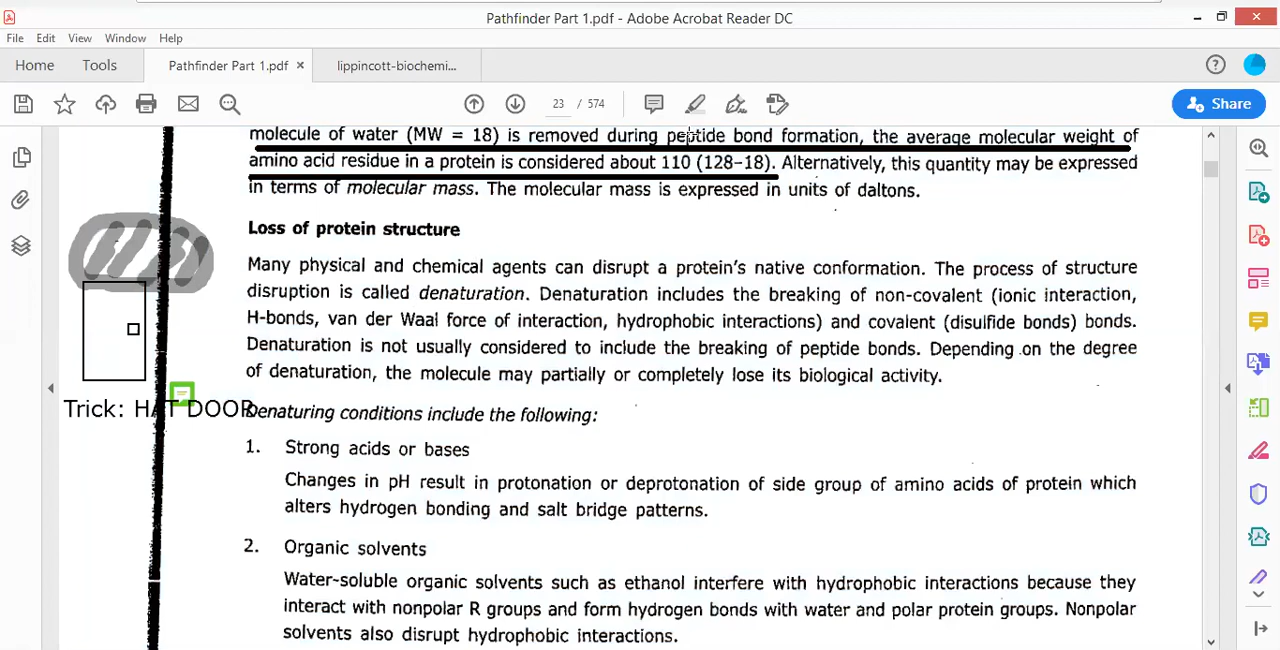 Pathfinder Part 1.pdf - Adobe Acrobat Reader DC
File Edit View Window Help
Home Tools Pathfinder Part 1.pdf × lippincott-biochemi...
23 / 574
Share
molecule of water (MW = 18) is removed during peptide bond formation, the average molecular weight of
amino acid residue in a protein is considered about 110 (128–18). Alternatively, this quantity may be expressed
in terms of molecular mass. The molecular mass is expressed in units of daltons.
Loss of protein structure
Many physical and chemical agents can disrupt a protein's native conformation. The process of structure
disruption is called denaturation. Denaturation includes the breaking of non-covalent (ionic interaction,
H-bonds, van der Waal force of interaction, hydrophobic interactions) and covalent (disulfide bonds) bonds.
Denaturation is not usually considered to include the breaking of peptide bonds. Depending on the degree
of denaturation, the molecule may partially or completely lose its biological activity.
Trick: HAT DOOR
Denaturing conditions include the following:
1. Strong acids or bases
Changes in pH result in protonation or deprotonation of side group of amino acids of protein which
alters hydrogen bonding and salt bridge patterns.
2. Organic solvents
Water-soluble organic solvents such as ethanol interfere with hydrophobic interactions because they
interact with nonpolar R groups and form hydrogen bonds with water and polar protein groups. Nonpolar
solvents also disrupt hydrophobic interactions.